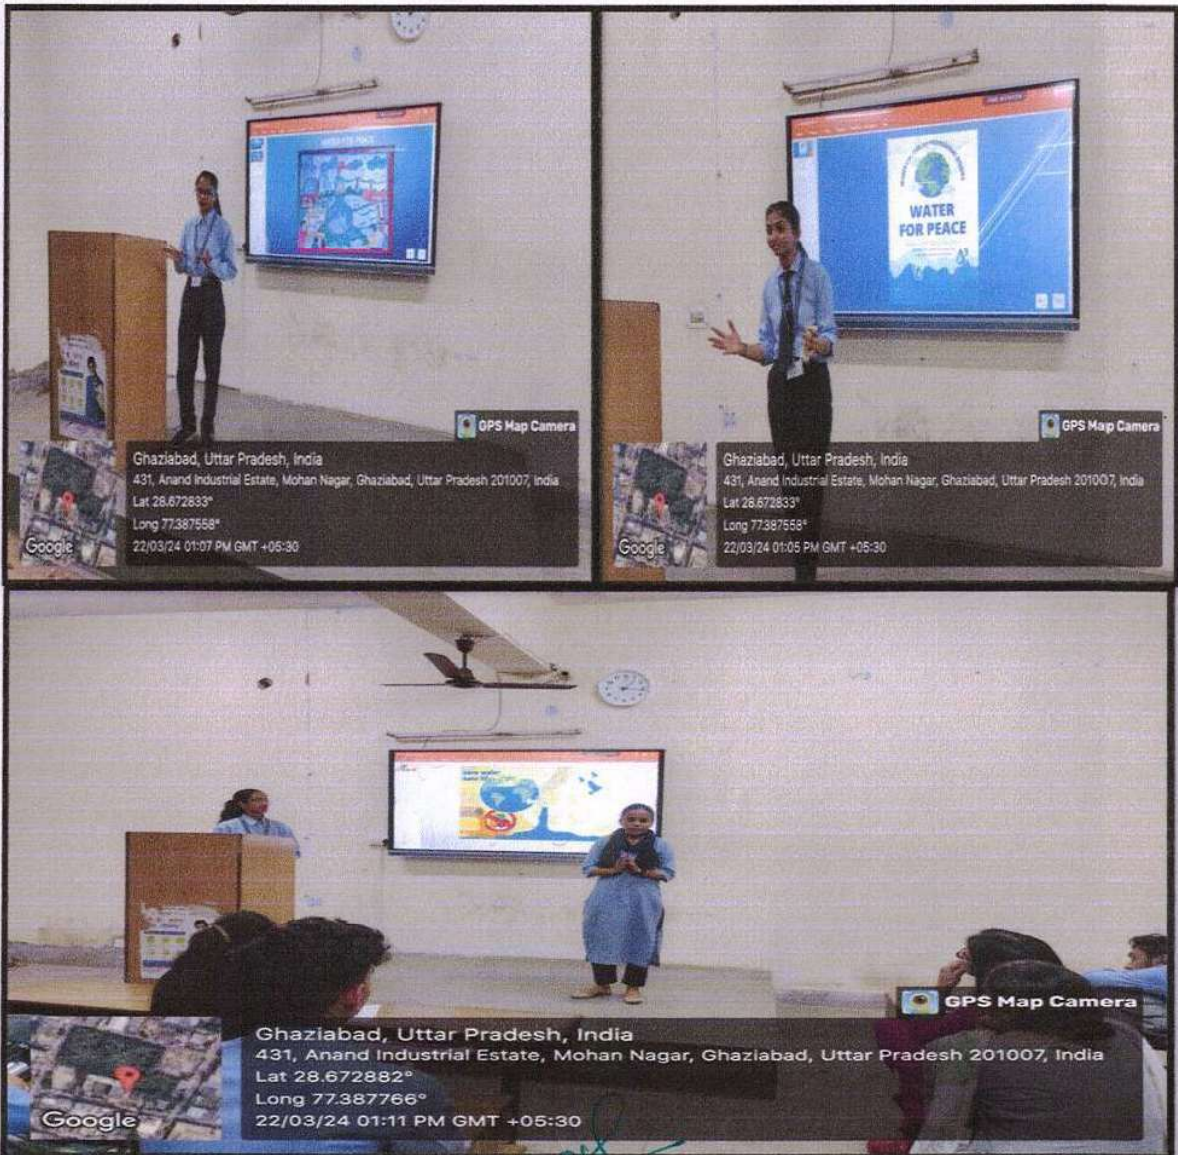 WATER FOR PEACE
GPS Map Camera
Ghaziabad, Uttar Pradesh, India
431, Anand Industrial Estate, Mohan Nagar, Ghaziabad, Uttar Pradesh 201007, India
Lat 28.672833°
Long 77.387558°
22/03/24 01:07 PM GMT +05:30
Google
WATER
FOR PEACE
GPS Map Camera
Ghaziabad, Uttar Pradesh, India
431, Anand Industrial Estate, Mohan Nagar, Ghaziabad, Uttar Pradesh 201007, India
Lat 28.672833°
Long 77.387558°
22/03/24 01:05 PM GMT +05:30
Google
save water
GPS Map Camera
Ghaziabad, Uttar Pradesh, India
431, Anand Industrial Estate, Mohan Nagar, Ghaziabad, Uttar Pradesh 201007, India
Lat 28.672882°
Long 77.387766°
22/03/24 01:11 PM GMT +05:30
Google